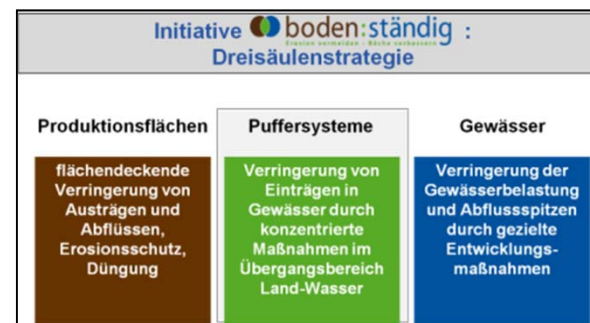 Initiative boden:ständig :
Erosion vermeiden - Bäche verbessern
Dreisäulenstrategie
Produktionsflächen
flächendeckende
Verringerung von
Austrägen und
Abflüssen,
Erosionsschutz,
Düngung
Puffersysteme
Verringerung von
Einträgen in
Gewässer durch
konzentrierte
Maßnahmen im
Übergangsbereich
Land-Wasser
Gewässer
Verringerung der
Gewässerbelastung
und Abflussspitzen
durch gezielte
Entwicklungs-
maßnahmen